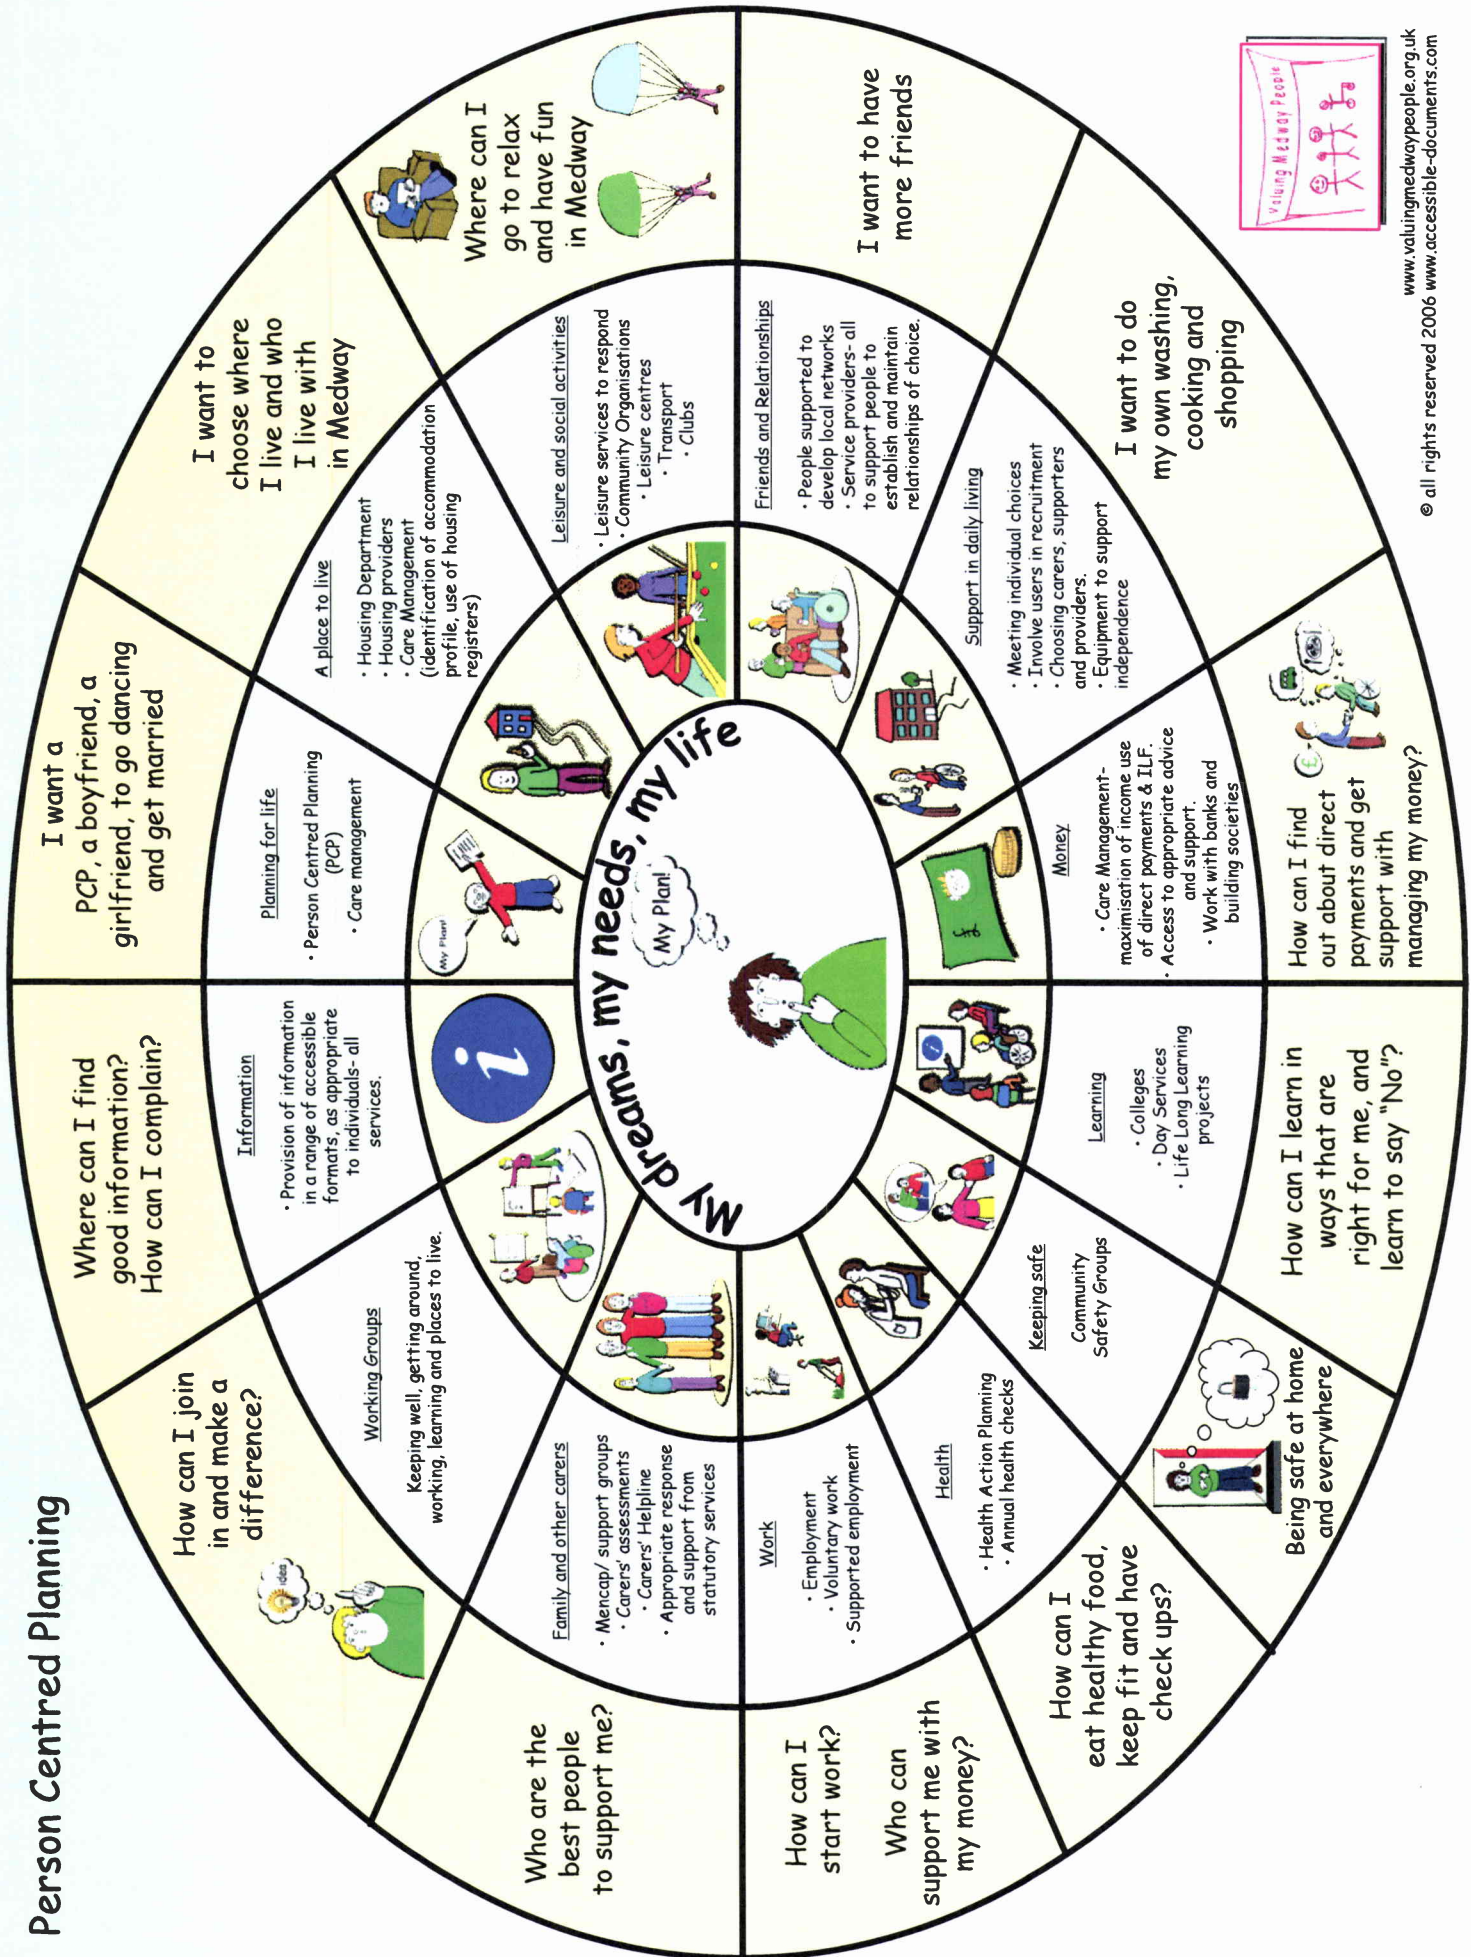 Person Centred Planning
I want a
PCP, a boyfriend, a
girlfriend, to go dancing
and get married
Planning for life
· Person Centred Planning
(PCP)
· Care management
My Plan!
I want to
choose where
I live and who
I live with
in Medway
A place to live
· Housing Department
· Housing providers
· Care Management
(identification of accommodation
profile, use of housing
registers)
Where can I
go to relax
and have fun
in Medway
Leisure and social activities
· Leisure services to respond
· Community Organisations
· Leisure centres
· Transport
· Clubs
I want to have
more friends
Friends and Relationships
· People supported to
develop local networks
· Service providers- all
to support people to
establish and maintain
relationships of choice.
I want to do
my own washing,
cooking and
shopping
Support in daily living
· Meeting individual choices
· Involve users in recruitment
· Choosing carers, supporters
and providers.
· Equipment to support
independence
How can I find
out about direct
payments and get
support with
managing my money?
£
Money
· Care Management-
maximisation of income use
of direct payments & ILF.
· Access to appropriate advice
and support.
· Work with banks and
building societies
£
How can I learn in
ways that are
right for me, and
learn to say "No"?
Learning
· Colleges
· Day Services
· Life Long Learning
projects
i
Being safe at home
and everywhere
Keeping safe
Community
Safety Groups
How can I
eat healthy food,
keep fit and have
check ups?
Health
· Health Action Planning
· Annual health checks
How can I
start work?
Who can
support me with
my money?
Work
· Employment
· Voluntary work
· Supported employment
Who are the
best people
to support me?
Family and other carers
· Mencap/ support groups
· Carers' assessments
· Carers' Helpline
· Appropriate response
and support from
statutory services
How can I join
in and make a
difference?
idea
Working Groups
Keeping well, getting around,
working, learning and places to live.
Where can I find
good information?
How can I complain?
Information
· Provision of information
in a range of accessible
formats, as appropriate
to individuals- all
services.
i
My dreams, my needs, my life
My Plan!
Valuing Medway People
www.valuingmedwaypeople.org.uk
© all rights reserved 2006 www.accessible-documents.com